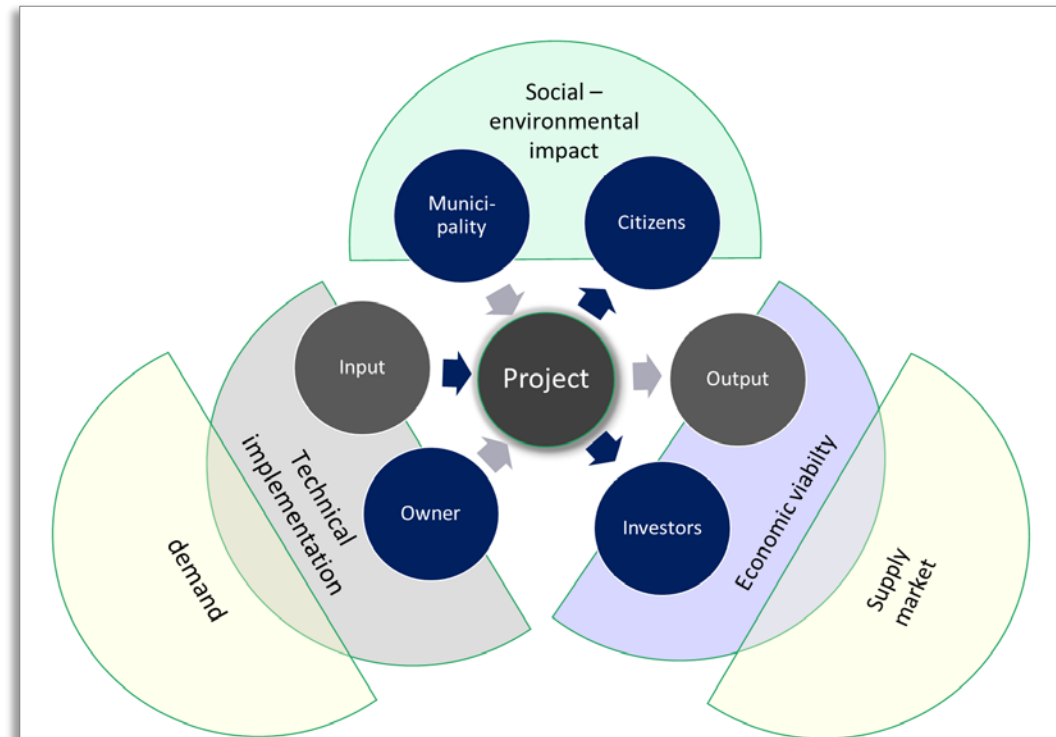 Social –
environmental
impact
Munici-
pality
Citizens
Input
Project
Output
Technical
implementation
Owner
Investors
Economic viabilty
demand
Supply
market